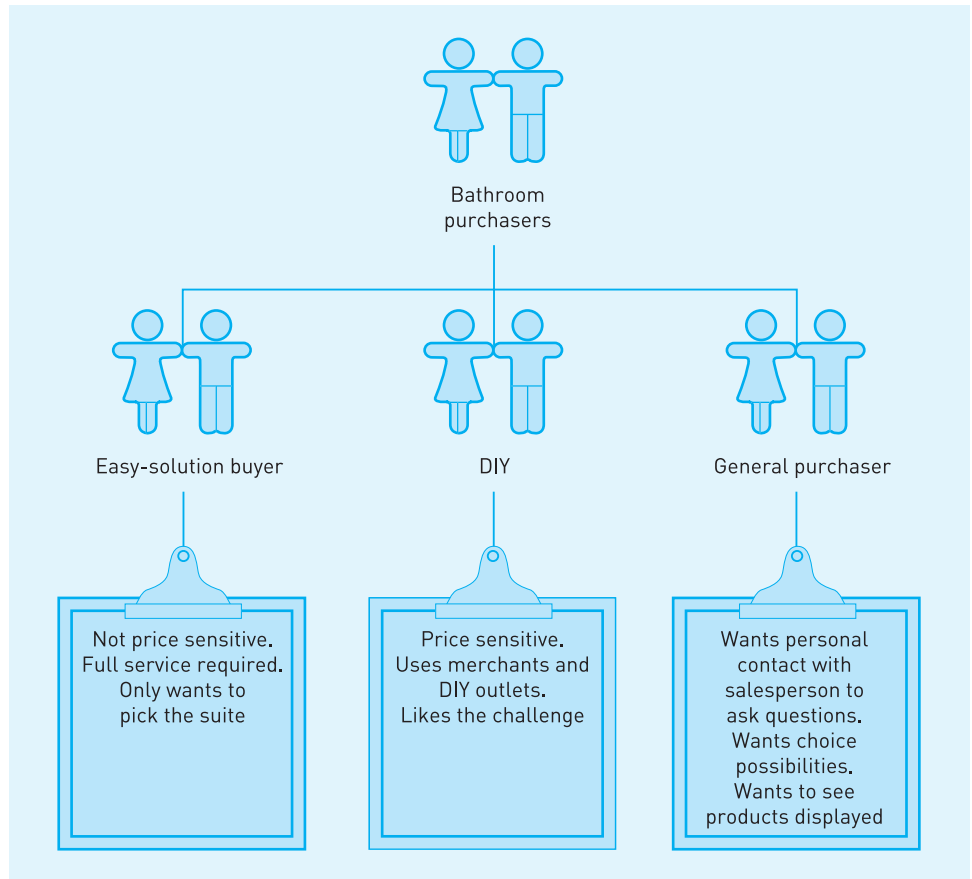 Bathroom
purchasers
Easy-solution buyer
DIY
General purchaser
Not price sensitive.
Full service required.
Only wants to
pick the suite
Price sensitive.
Uses merchants and
DIY outlets.
Likes the challenge
Wants personal
contact with
salesperson to
ask questions.
Wants choice
possibilities.
Wants to see
products displayed